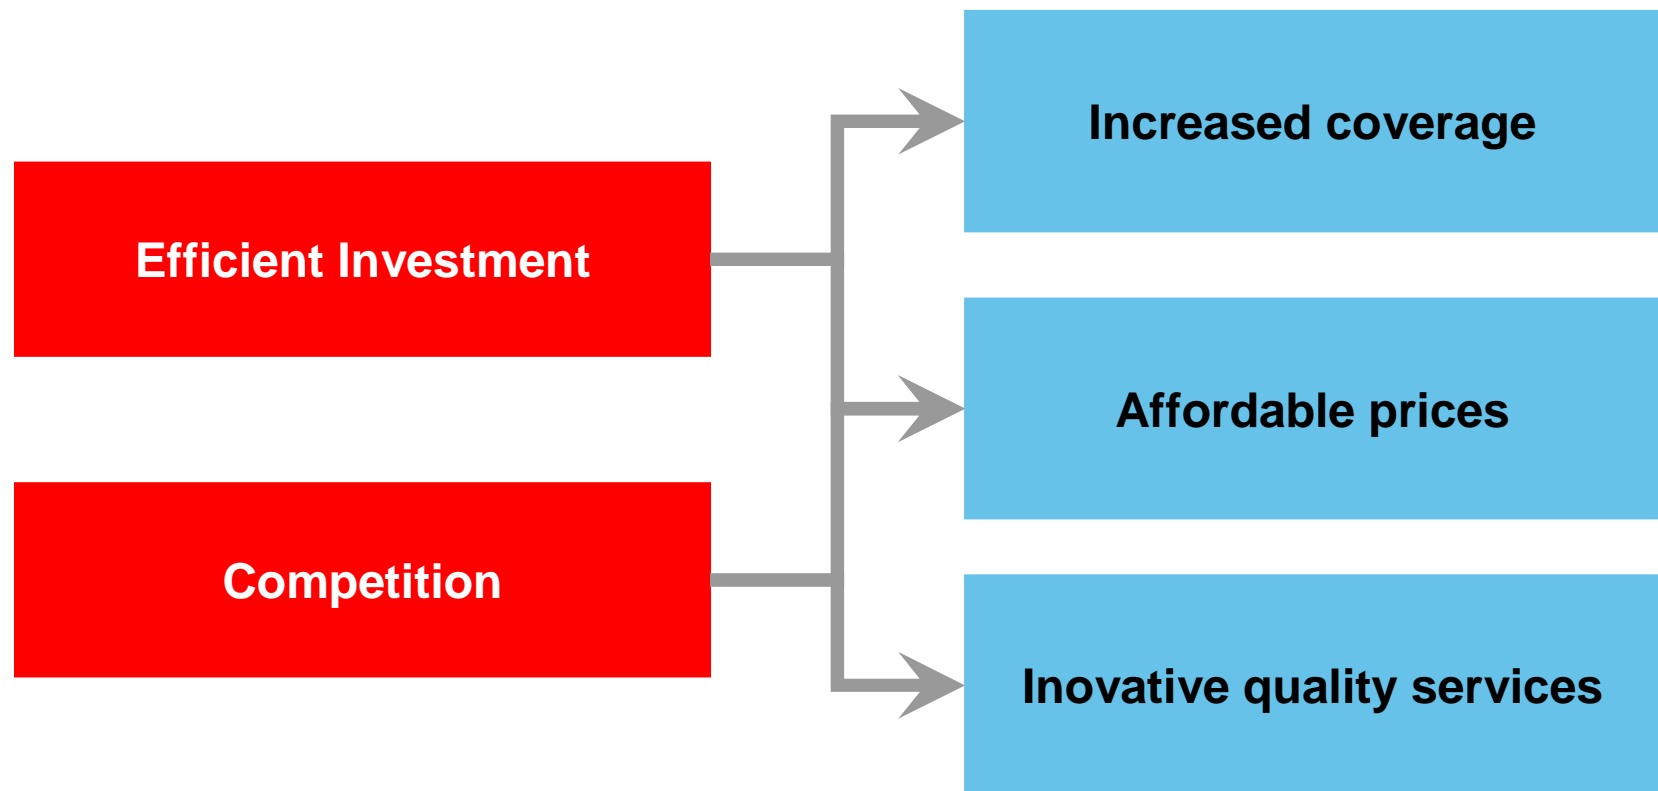 Increased coverage
Efficient Investment
Affordable prices
Competition
Inovative quality services